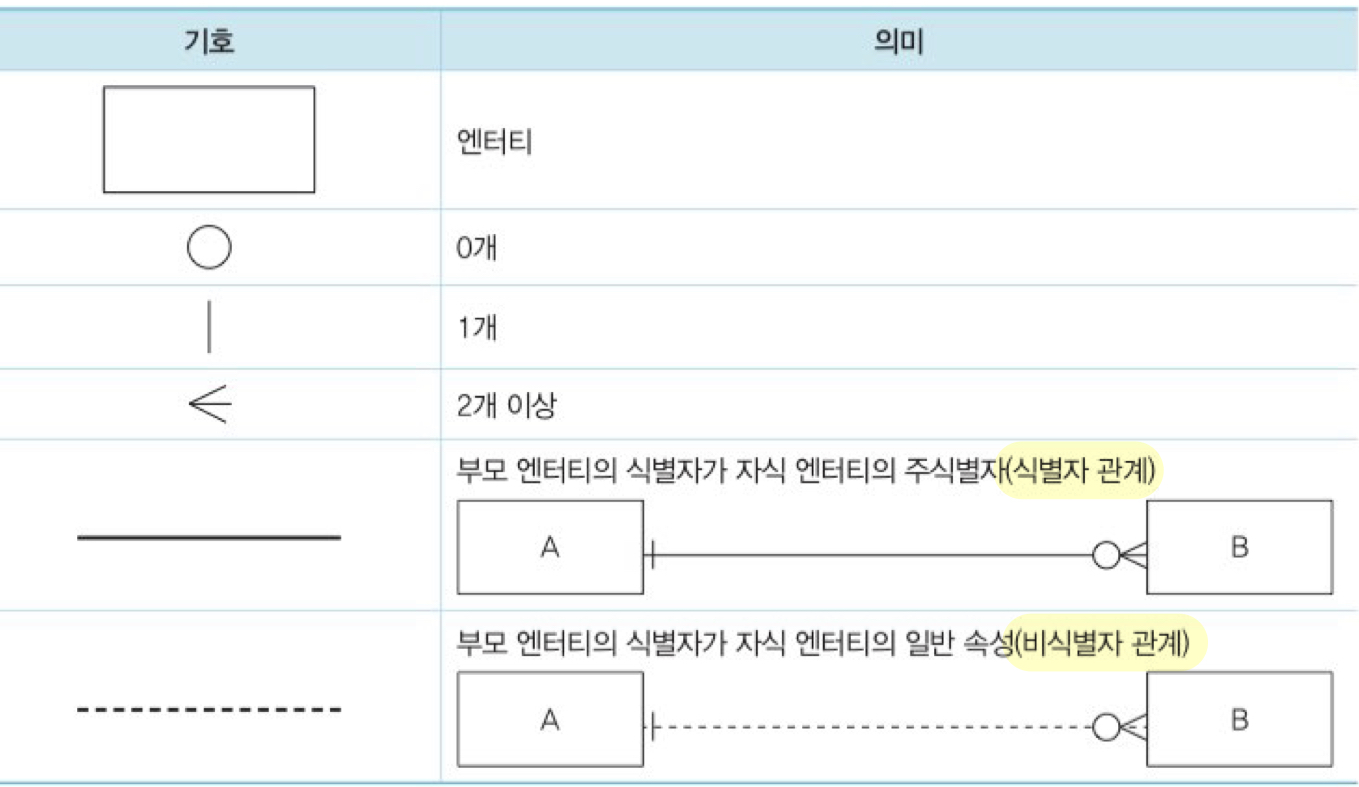 기호
의미
엔터티
0개
1개
2개 이상
부모 엔터티의 식별자가 자식 엔터티의 주식별자(식별자 관계)
A
B
부모 엔터티의 식별자가 자식 엔터티의 일반 속성(비식별자 관계)
A
B